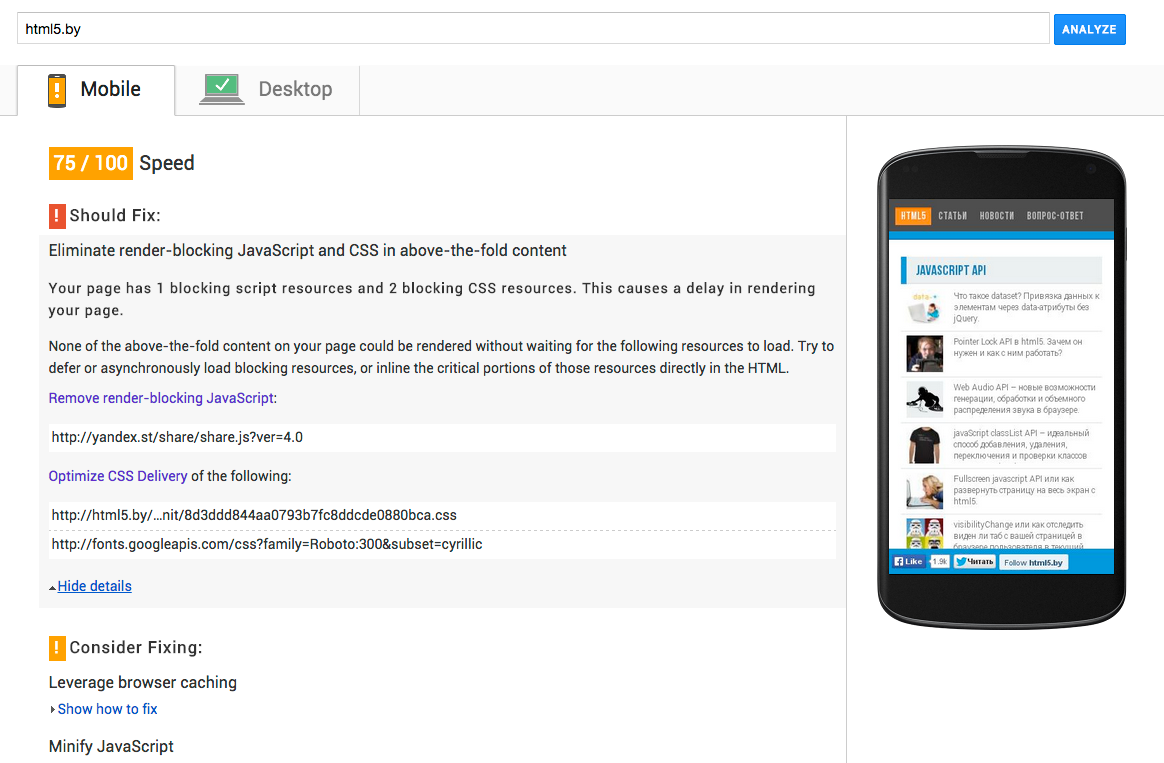 html5.by
ANALYZE
Mobile
Desktop
75 / 100 Speed
! Should Fix:
Eliminate render-blocking JavaScript and CSS in above-the-fold content
Your page has 1 blocking script resources and 2 blocking CSS resources. This causes a delay in rendering
your page.
None of the above-the-fold content on your page could be rendered without waiting for the following resources to load. Try to
defer or asynchronously load blocking resources, or inline the critical portions of those resources directly in the HTML.
Remove render-blocking JavaScript:
http://yandex.st/share/share.js?ver=4.0
Optimize CSS Delivery of the following:
http://html5.by/…nit/8d3ddd844aa0793b7fc8ddcde0880bca.css
http://fonts.googleapis.com/css?family=Roboto:300&subset=cyrillic
Hide details
! Consider Fixing:
Leverage browser caching
Show how to fix
Minify JavaScript
HTML5 СТАТЬИ НОВОСТИ ВОПРОС-ОТВЕТ
JAVASCRIPT API
data-*
Что такое dataset? Привязка данных к
элементам через data-атрибуты без
jQuery.
Pointer Lock API в html5. Зачем он
нужен и как с ним работать?
Web Audio API – новые возможности
генерации, обработки и объемного
распределения звука в браузере.
javaScript classList API – идеальный
способ добавления, удаления,
переключения и проверки классов
Fullscreen javascript API или как
развернуть страницу на весь экран с
html5.
visibilityChange или как отследить
виден ли таб с вашей страницей в
браузере пользователя в текущий
Like 1.9k Читать Follow html5.by